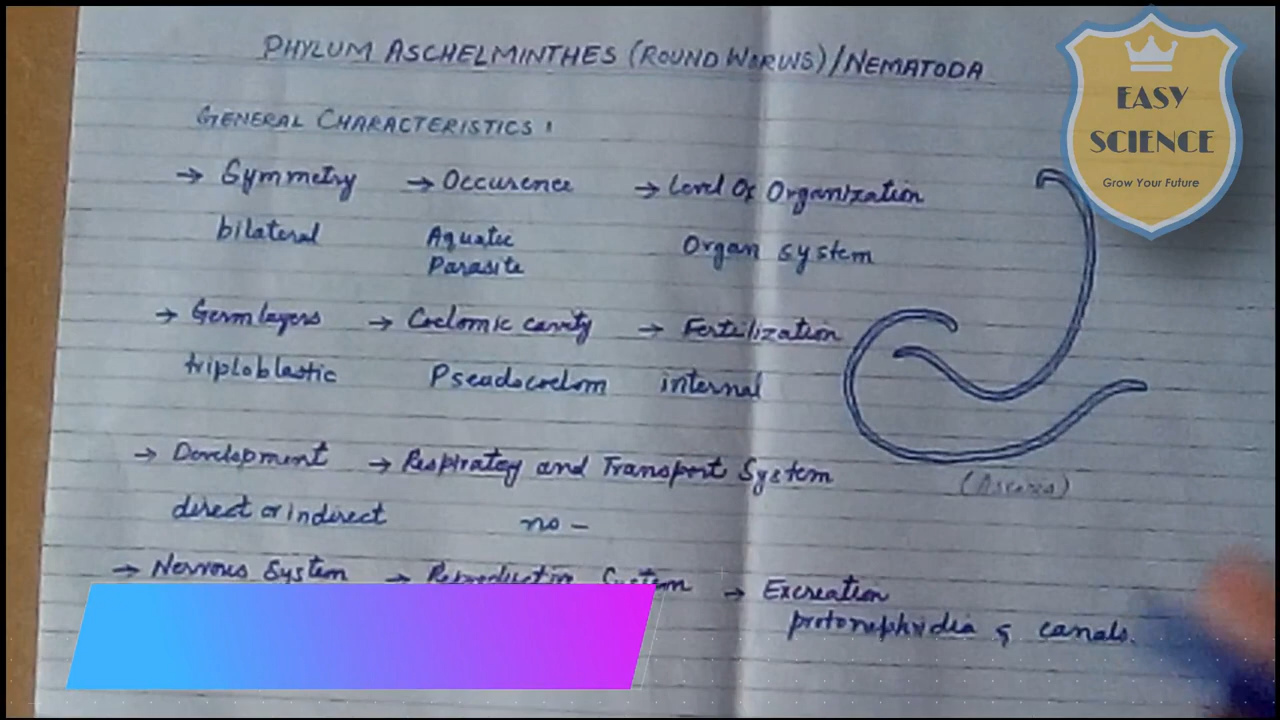 PHYLUM ASCHELMINTHES (ROUND WORMS)/NEMATODA
EASY
SCIENCE
Grow Your Future
GENERAL CHARACTERISTICS :
→ Symmetry → Occurence → Level Of Organization
bilateral Aquatic Organ system
Parasite
→ Germ layers → Coelomic cavity → Fertilization
triploblastic Pseudocoelom internal
→ Development → Respiratory and Transport System
direct or indirect no –
(Ascaris)
→ Nervous System → Reproductive System → Excreation
protonephridia & canals.